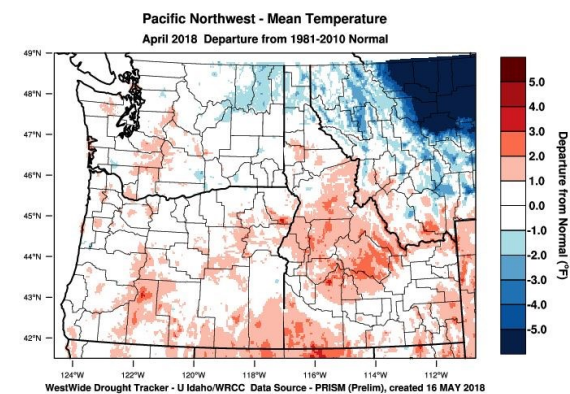 Pacific Northwest - Mean Temperature
April 2018 Departure from 1981-2010 Normal
49°N
48°N
47°N
46°N
45°N
44°N
43°N
42°N
124°W 122°W 120°W 118°W 116°W 114°W 112°W
5.0
4.0
3.0
2.0
1.0
0.0
-1.0
-2.0
-3.0
-4.0
-5.0
Departure from Normal (°F)
WestWide Drought Tracker - U Idaho/WRCC Data Source - PRISM (Prelim), created 16 MAY 2018